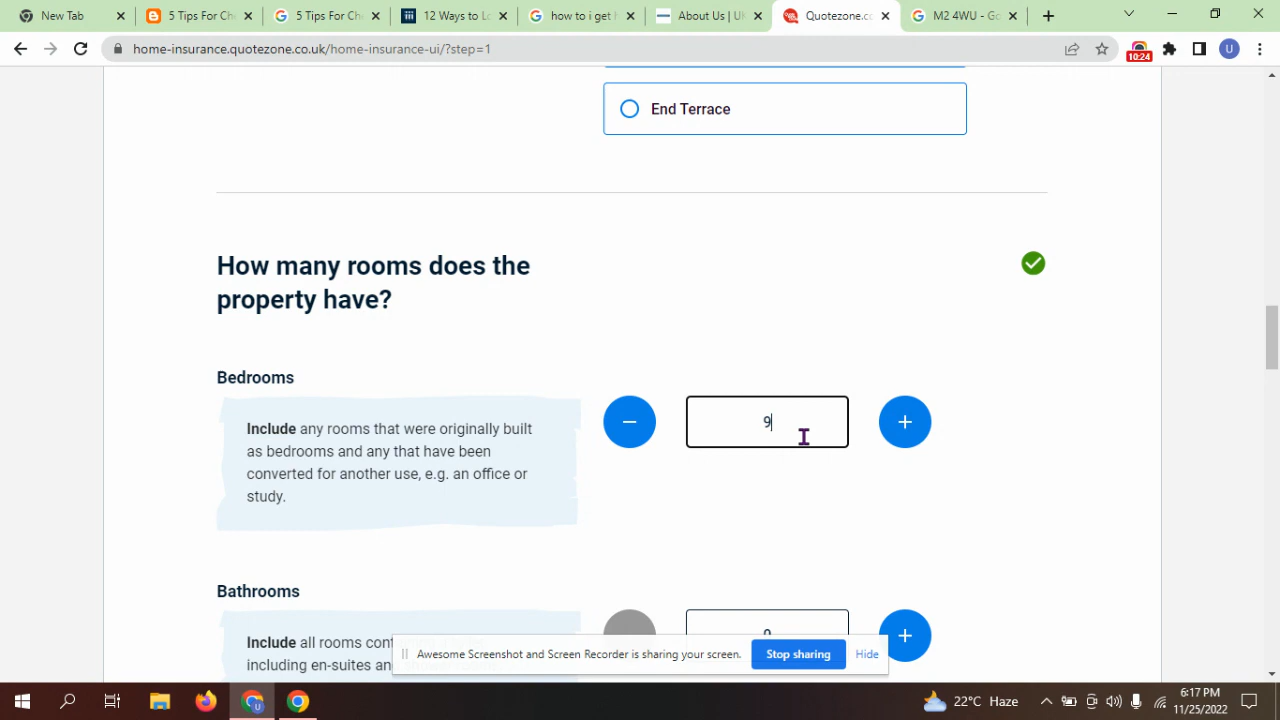 New Tab
5 Tips For Che
5 Tips For Che
12 Ways to Lo
how to i get h
About Us | UK
Quotezone.co.
M2 4WU - Go
home-insurance.quotezone.co.uk/home-insurance-ui/?step=1
10:24
U
End Terrace
How many rooms does the
property have?
Bedrooms
Include any rooms that were originally built
as bedrooms and any that have been
converted for another use, e.g. an office or
study.
9
Bathrooms
Include all rooms
including en-suites
Awesome Screenshot and Screen Recorder is sharing your screen.
Stop sharing
Hide
22°C Haze
6:17 PM
11/25/2022